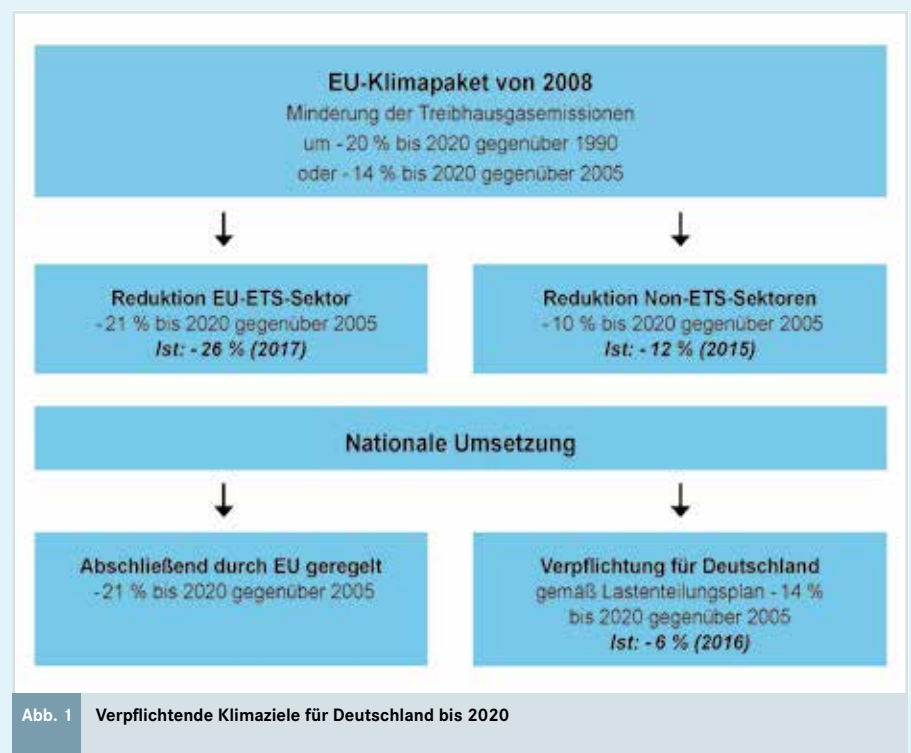 EU-Klimapaket von 2008
Minderung der Treibhausgasemissionen
um - 20 % bis 2020 gegenüber 1990
oder - 14 % bis 2020 gegenüber 2005
Reduktion EU-ETS-Sektor
- 21 % bis 2020 gegenüber 2005
Ist: - 26 % (2017)
Reduktion Non-ETS-Sektoren
- 10 % bis 2020 gegenüber 2005
Ist: - 12 % (2015)
Nationale Umsetzung
Abschließend durch EU geregelt
- 21 % bis 2020 gegenüber 2005
Verpflichtung für Deutschland
gemäß Lastenteilungsplan - 14 %
bis 2020 gegenüber 2005
Ist: - 6 % (2016)
Abb. 1 Verpflichtende Klimaziele für Deutschland bis 2020